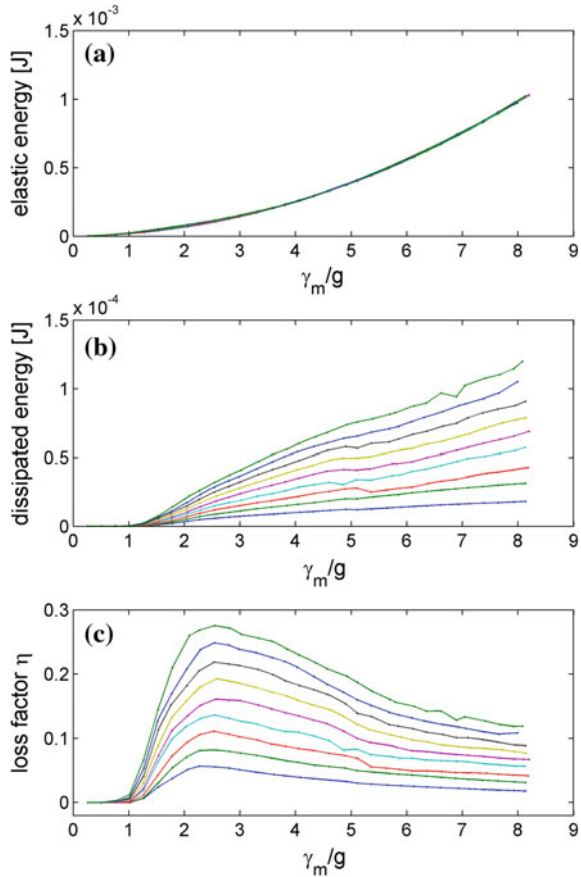 x 10⁻³
(a)
elastic energy [J]
1.5
1
0.5
0
0 1 2 3 4 5 6 7 8 9
γₘ/g
x 10⁻⁴
(b)
dissipated energy [J]
1.5
1
0.5
0
0 1 2 3 4 5 6 7 8 9
γₘ/g
(c)
loss factor η
0.3
0.2
0.1
0
0 1 2 3 4 5 6 7 8 9
γₘ/g